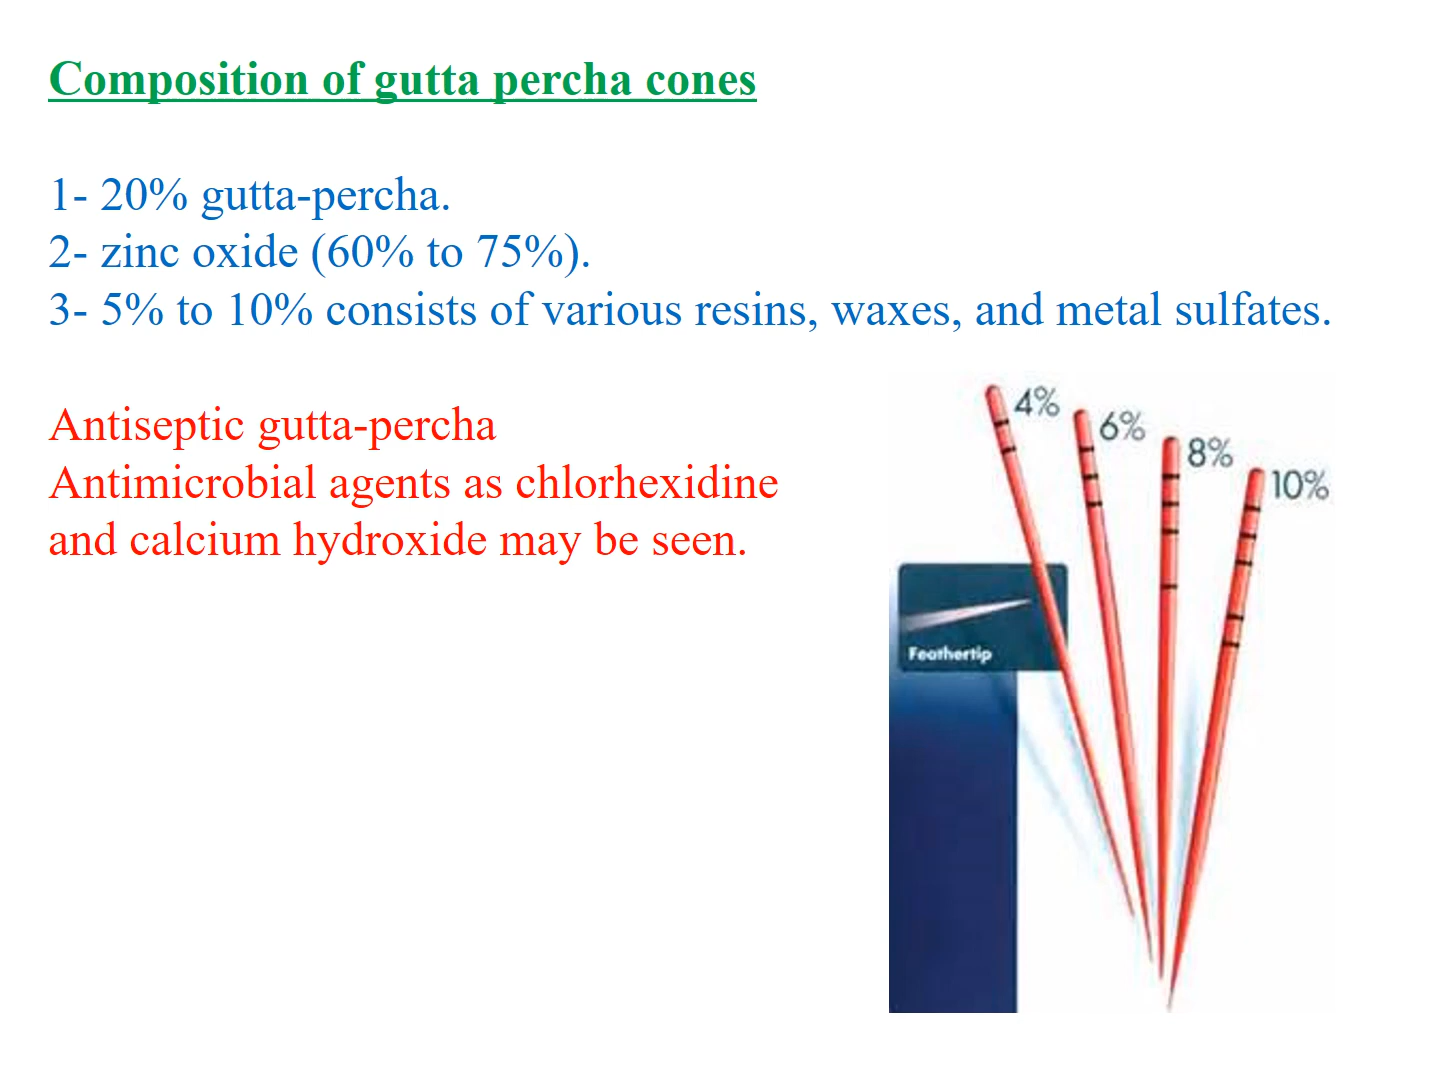 Composition of gutta percha cones
1- 20% gutta-percha.
2- zinc oxide (60% to 75%).
3- 5% to 10% consists of various resins, waxes, and metal sulfates.
Antiseptic gutta-percha
Antimicrobial agents as chlorhexidine
and calcium hydroxide may be seen.
4%
6%
8%
10%
Feathertip